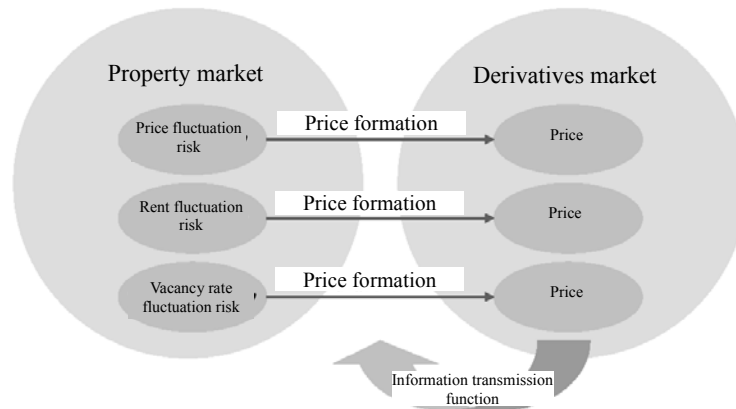 Property market
Derivatives market
Price fluctuation
risk
Price formation
Price
Rent fluctuation
risk
Price formation
Price
Vacancy rate
fluctuation risk
Price formation
Price
Information transmission
function